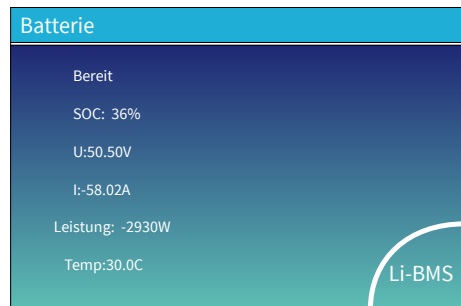 Batterie
Bereit
SOC: 36%
U:50.50V
I:-58.02A
Leistung: -2930W
Temp:30.0C
Li-BMS